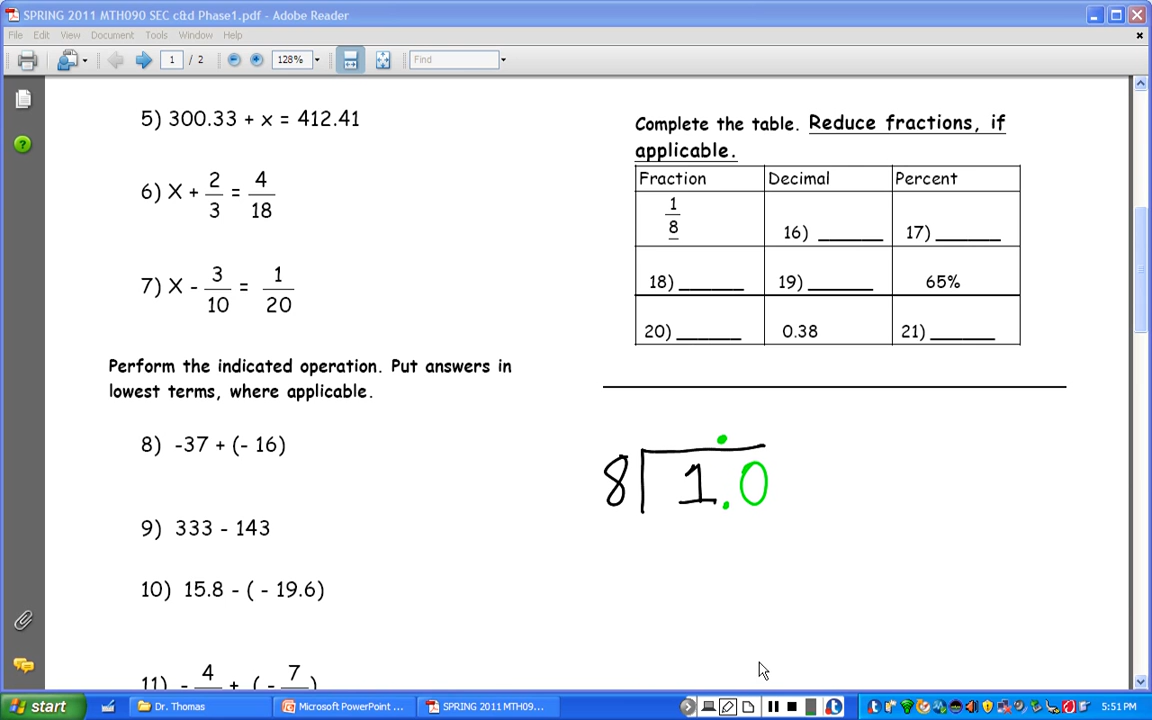 SPRING 2011 MTH090 SEC c&d Phase1.pdf - Adobe Reader
File Edit View Document Tools Window Help
1 / 2 128% Find
5) 300.33 + x = 412.41
6) X + 2/3 = 4/18
7) X - 3/10 = 1/20
Perform the indicated operation. Put answers in
lowest terms, where applicable.
8) -37 + (- 16)
9) 333 - 143
10) 15.8 - ( - 19.6)
11) - 4 + ( - 7 )
Complete the table. Reduce fractions, if
applicable.
Fraction Decimal Percent
1/8 16) ______ 17) ______
18) ______ 19) ______ 65%
20) ______ 0.38 21) ______
.
8 1.0
start Dr. Thomas Microsoft PowerPoint ... SPRING 2011 MTH09... 5:51 PM